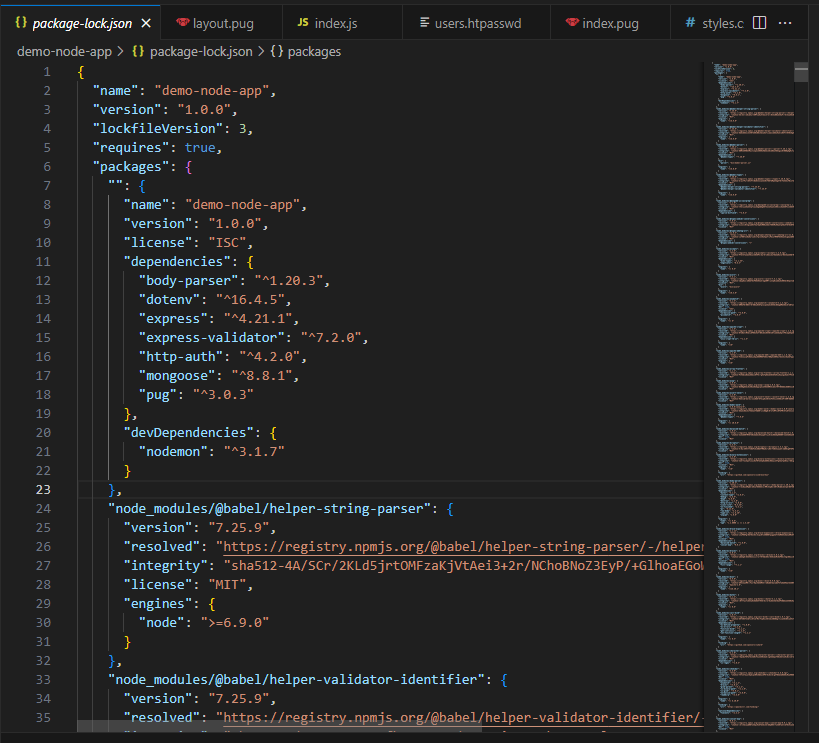 {} package-lock.json × layout.pug JS index.js users.htpasswd index.pug # styles.c ...
demo-node-app > {} package-lock.json > {} packages
1 {
2 "name": "demo-node-app",
3 "version": "1.0.0",
4 "lockfileVersion": 3,
5 "requires": true,
6 "packages": {
7 "": {
8 "name": "demo-node-app",
9 "version": "1.0.0",
10 "license": "ISC",
11 "dependencies": {
12 "body-parser": "^1.20.3",
13 "dotenv": "^16.4.5",
14 "express": "^4.21.1",
15 "express-validator": "^7.2.0",
16 "http-auth": "^4.2.0",
17 "mongoose": "^8.8.1",
18 "pug": "^3.0.3"
19 },
20 "devDependencies": {
21 "nodemon": "^3.1.7"
22 }
23 },
24 "node_modules/@babel/helper-string-parser": {
25 "version": "7.25.9",
26 "resolved": "https://registry.npmjs.org/@babel/helper-string-parser/-/helper
27 "integrity": "sha512-4A/SCr/2KLd5jrtOMFzaKjVtAei3+2r/NChoBNoZ3EyP/+GlhoaEGoW
28 "license": "MIT",
29 "engines": {
30 "node": ">=6.9.0"
31 }
32 },
33 "node_modules/@babel/helper-validator-identifier": {
34 "version": "7.25.9",
35 "resolved": "https://registry.npmjs.org/@babel/helper-validator-identifier/-